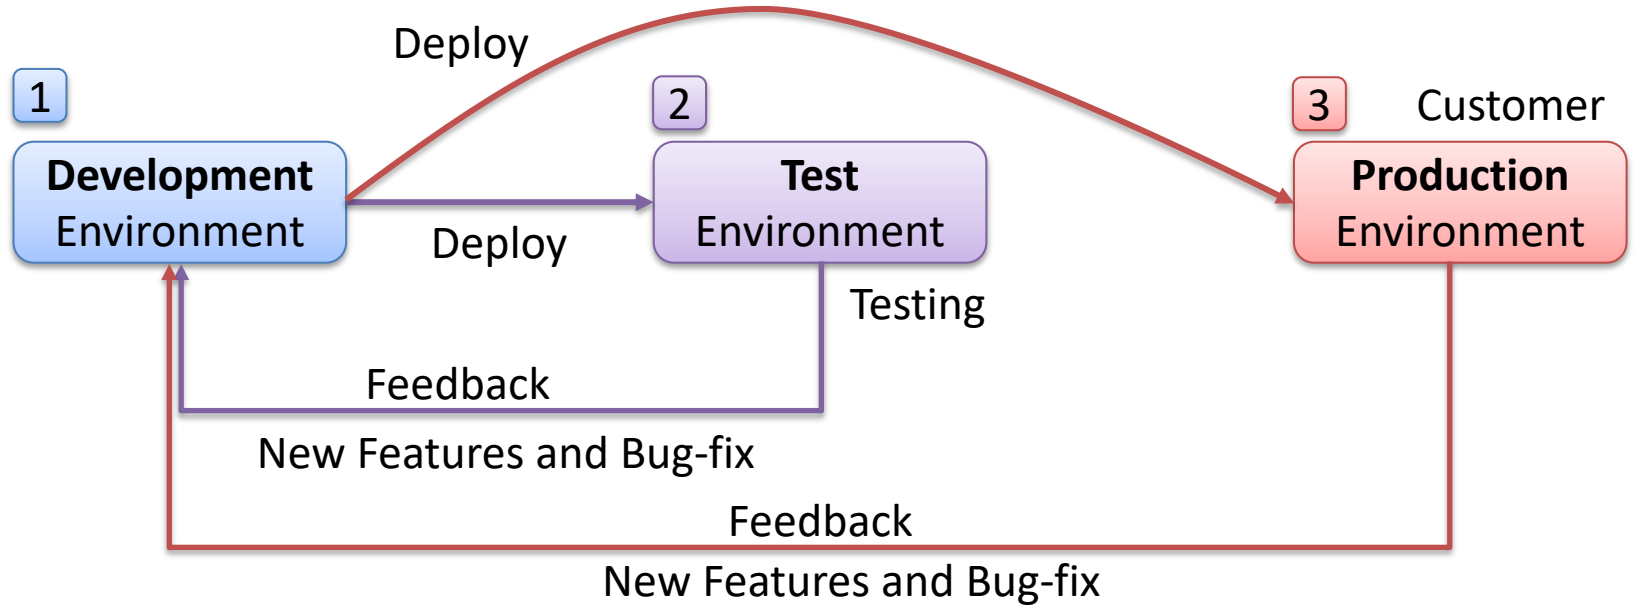 Deploy
1
2
3
Customer
Development
Environment
Test
Environment
Production
Environment
Deploy
Testing
Feedback
New Features and Bug-fix
Feedback
New Features and Bug-fix